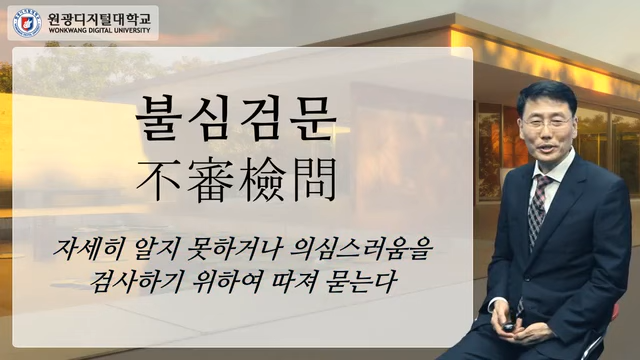 원광디지털대학교
WONKWANG DIGITAL UNIVERSITY
불심검문
不審檢問
자세히 알지 못하거나 의심스러움을
검사하기 위하여 따져 묻는다